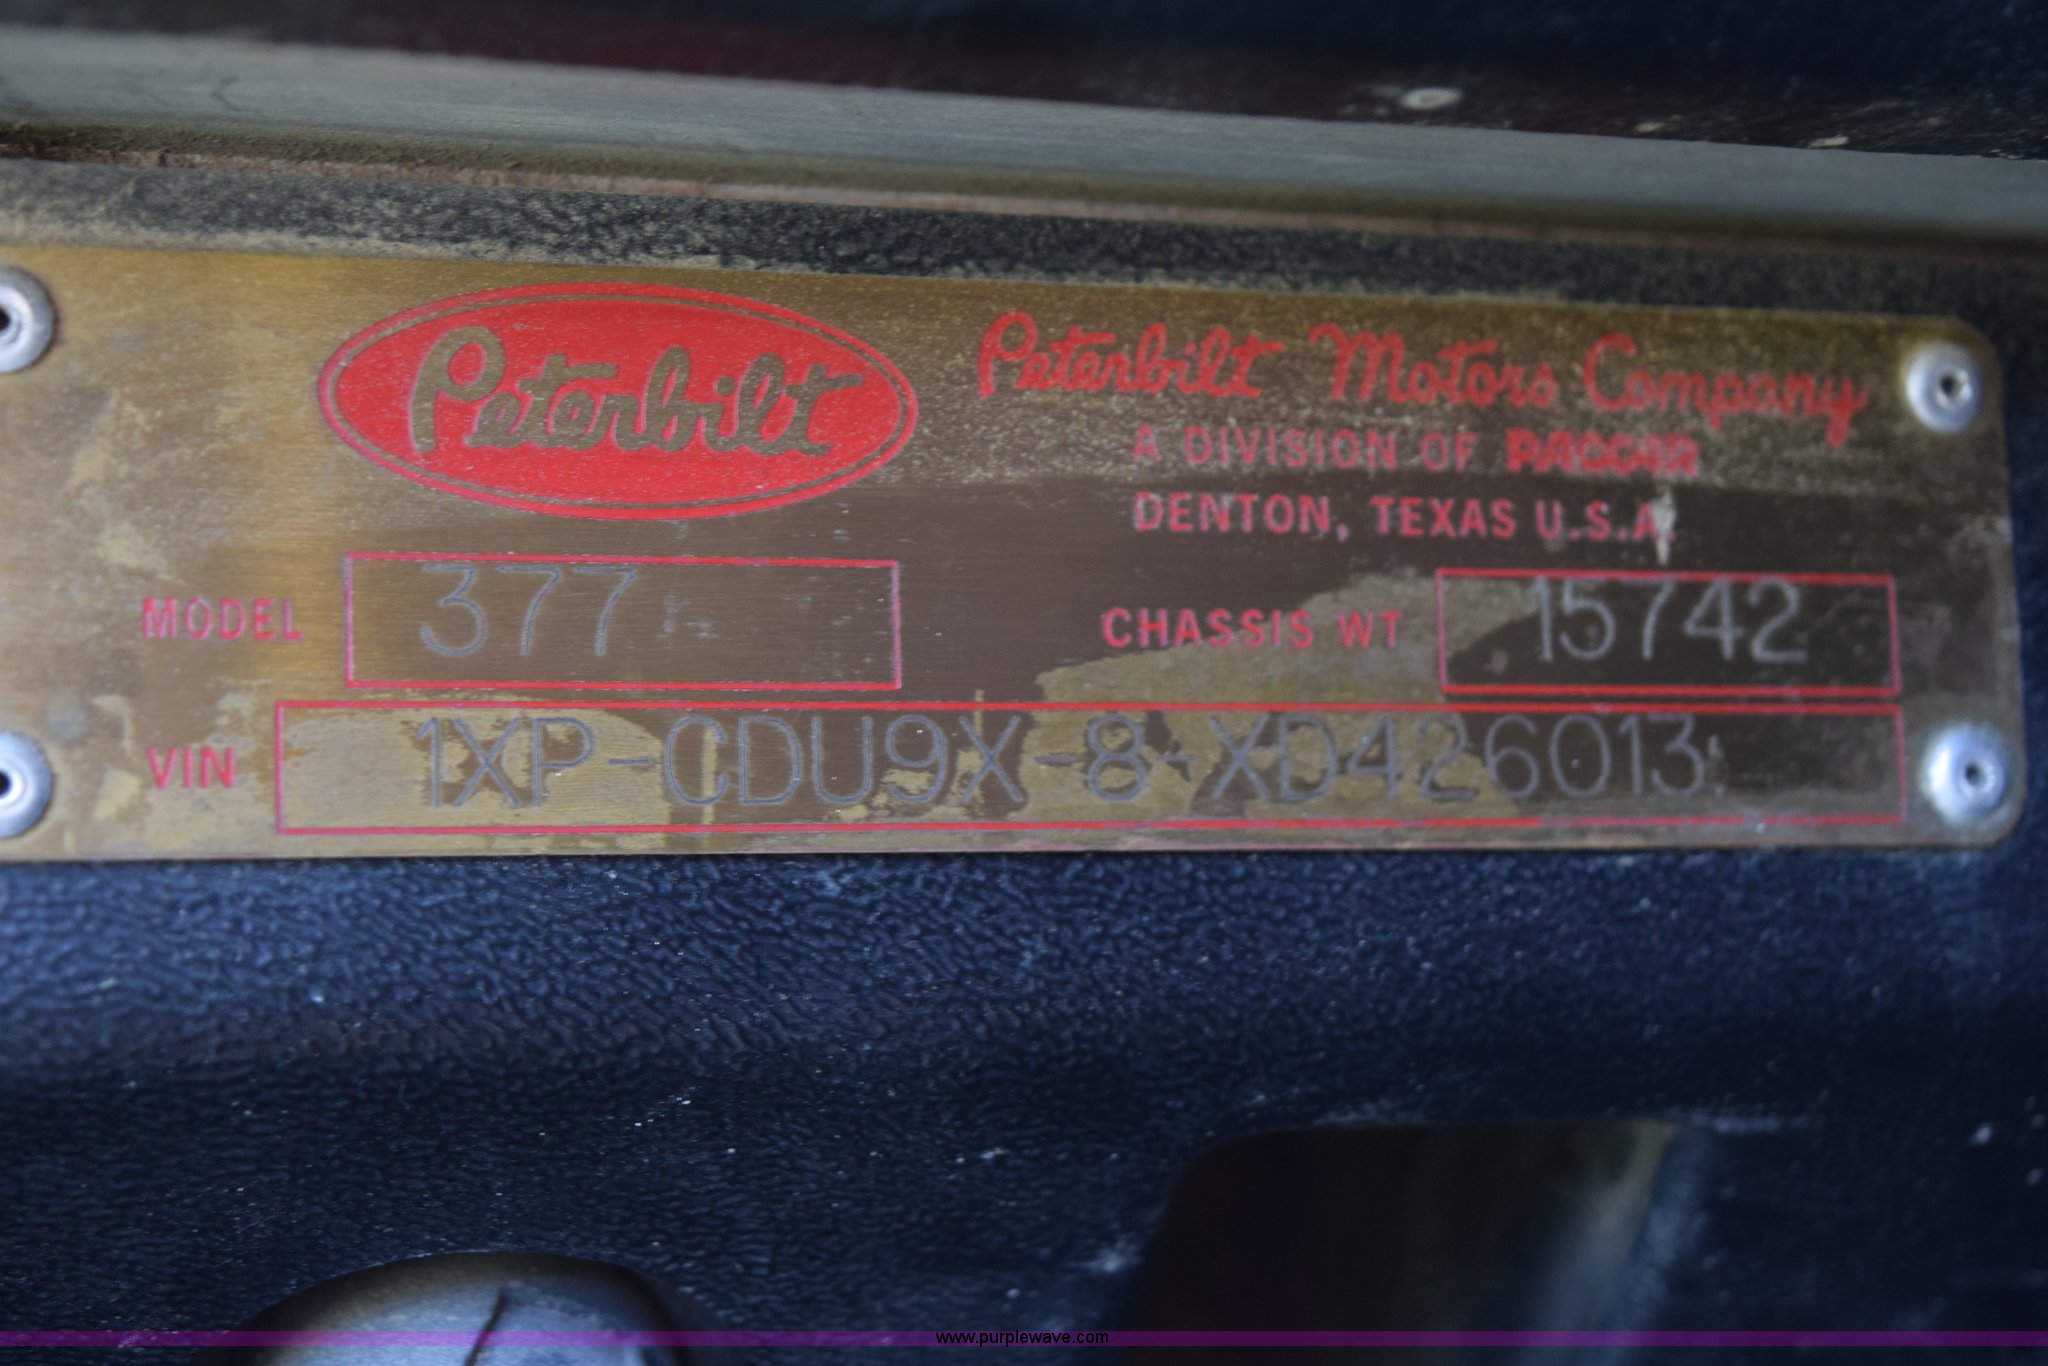 Peterbilt
Peterbilt Motors Company
A DIVISION OF PACCAR
DENTON, TEXAS U.S.A.
MODEL 377
CHASSIS WT 15742
VIN 1XP-CDU9X-8-XD426013
www.purplewave.com